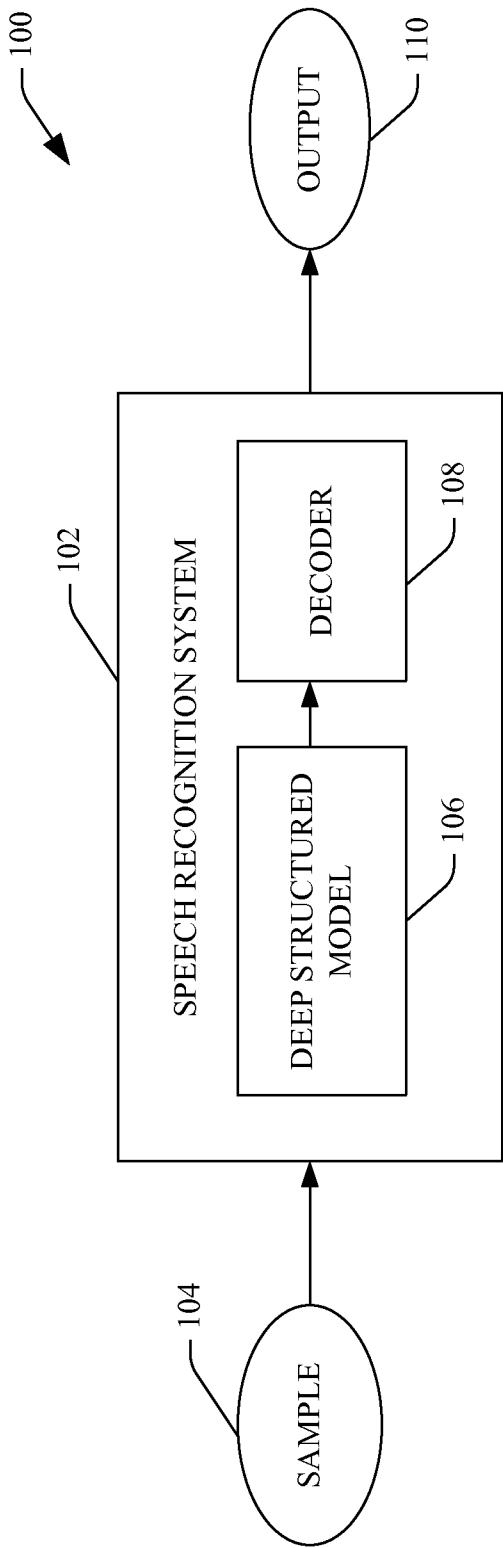 100
102
SPEECH RECOGNITION SYSTEM
104
SAMPLE
DEEP STRUCTURED
MODEL
106
DECODER
108
OUTPUT
110